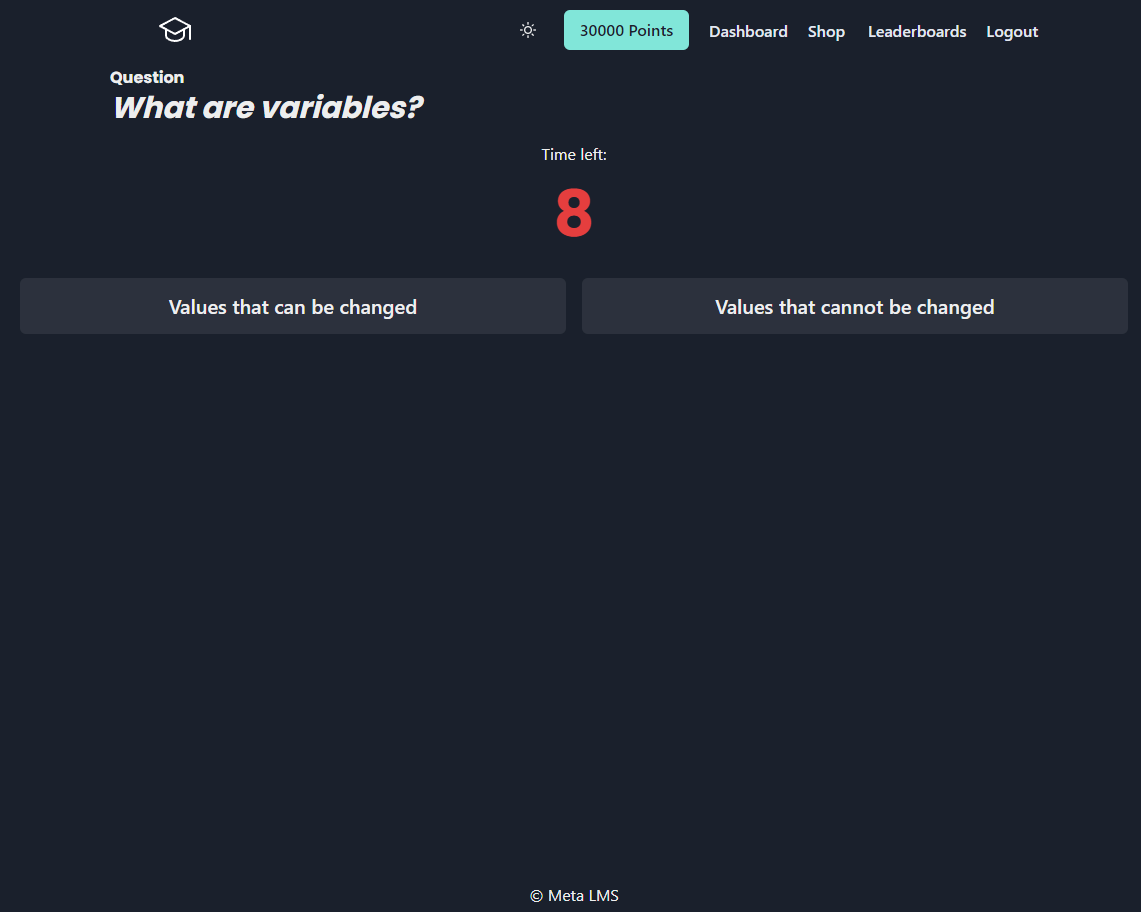 30000 Points Dashboard Shop Leaderboards Logout
Question
What are variables?
Time left:
8
Values that can be changed Values that cannot be changed
© Meta LMS